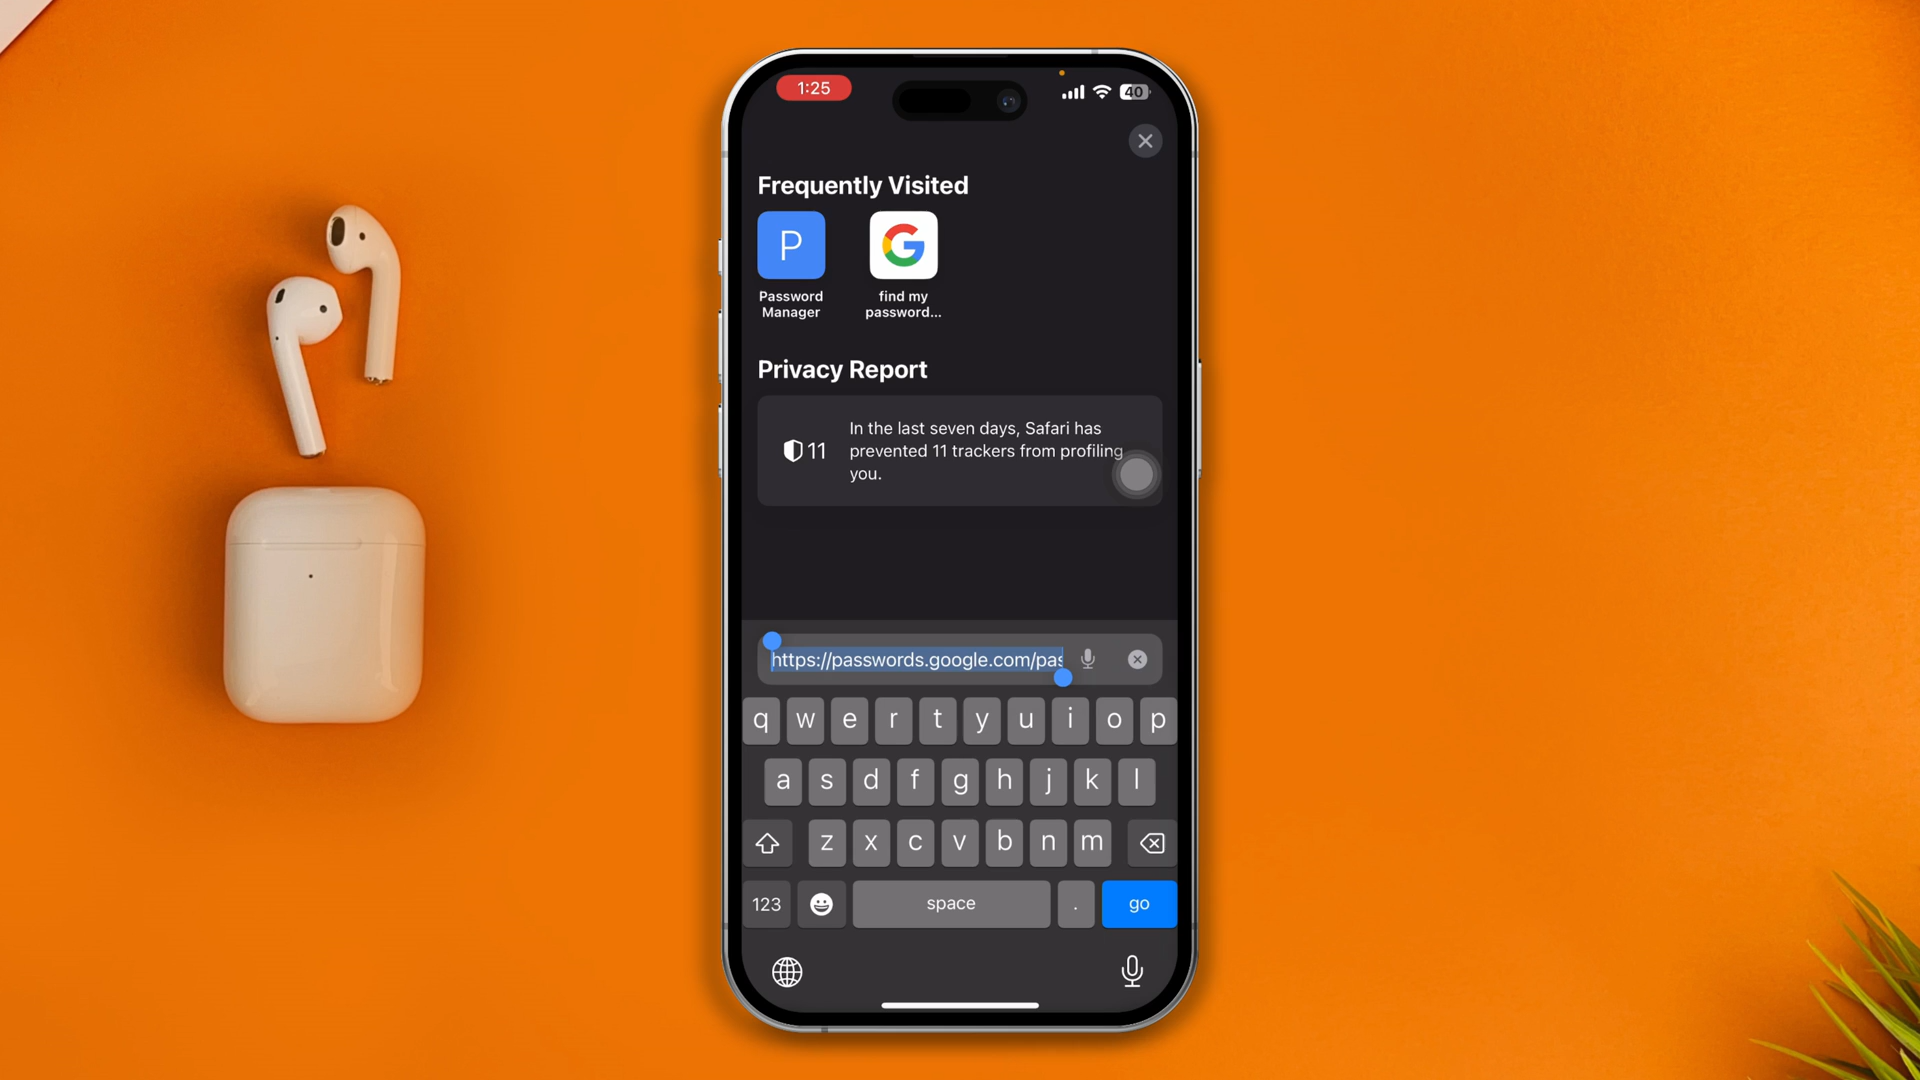 1:25
40
Frequently Visited
P
Password
Manager
find my
password...
Privacy Report
11
In the last seven days, Safari has
prevented 11 trackers from profiling
you.
https://passwords.google.com/pas
q w e r t y u i o p
a s d f g h j k l
z x c v b n m
123
space
.
go